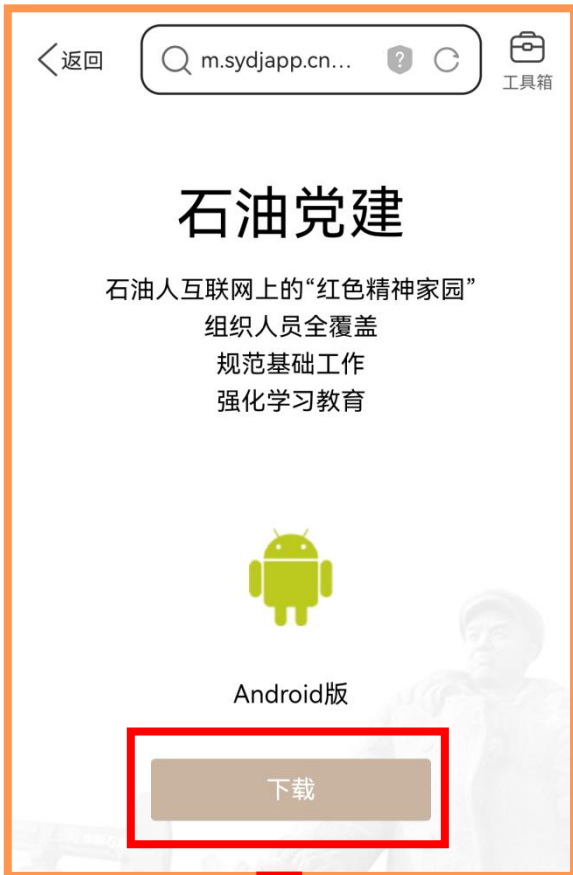 返回
m.sydjapp.cn...
?
工具箱
石油党建
石油人互联网上的“红色精神家园”
组织人员全覆盖
规范基础工作
强化学习教育
Android版
下载